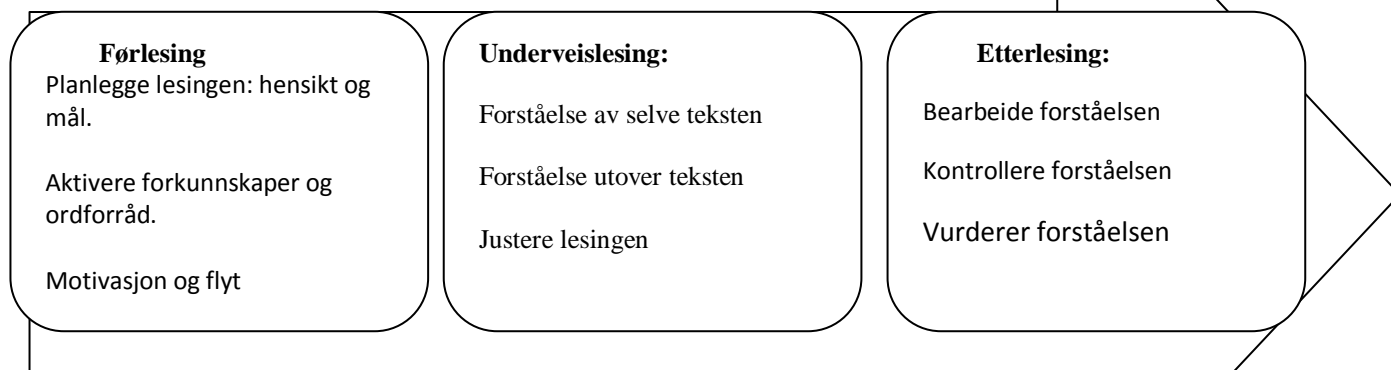 Førlesing
Planlegge lesingen: hensikt og
mål.
Aktivere forkunnskaper og
ordforråd.
Motivasjon og flyt
Underveislesing:
Forståelse av selve teksten
Forståelse utover teksten
Justere lesingen
Etterlesing:
Bearbeide forståelsen
Kontrollere forståelsen
Vurderer forståelsen